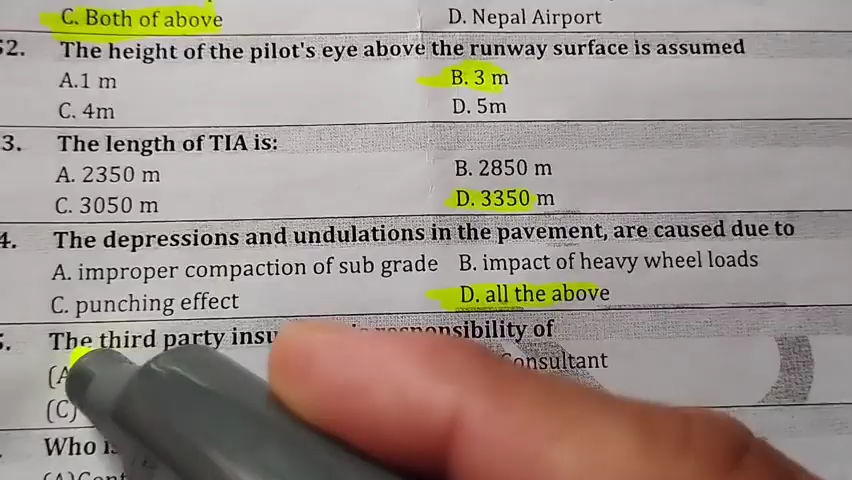 C. Both of above D. Nepal Airport
52. The height of the pilot's eye above the runway surface is assumed
A.1 m B. 3 m
C. 4m D. 5m
3. The length of TIA is:
A. 2350 m B. 2850 m
C. 3050 m D. 3350 m
4. The depressions and undulations in the pavement, are caused due to
A. improper compaction of sub grade B. impact of heavy wheel loads
C. punching effect D. all the above
The third party responsibility of
(A Consultant
(C)
Who